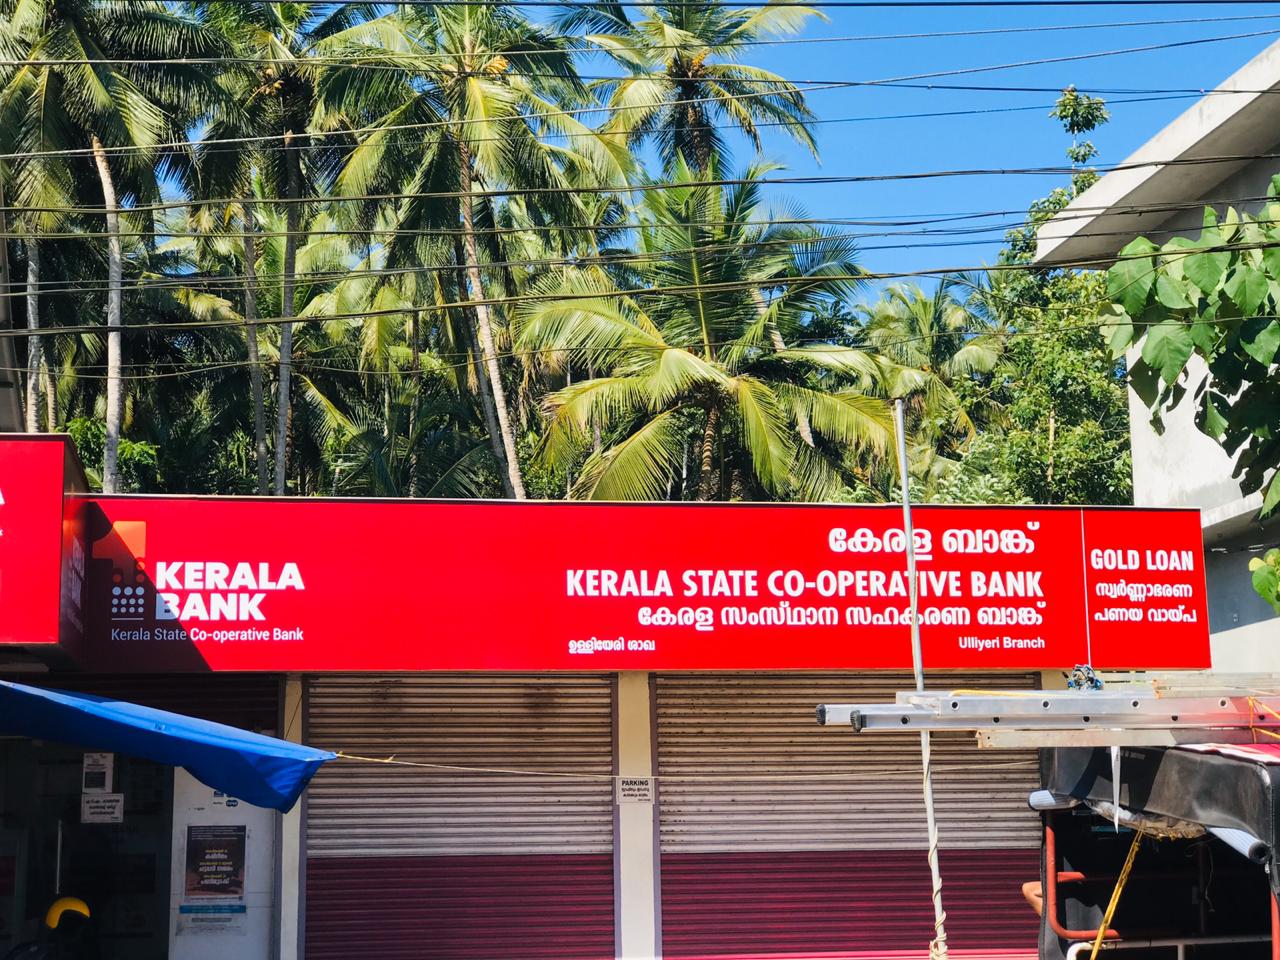 KERALA
BANK
Kerala State Co-operative Bank
കേരള ബാങ്ക്
KERALA STATE CO-OPERATIVE BANK
കേരള സംസ്ഥാന സഹകരണ ബാങ്ക്
ഉള്ളിയേരി ശാഖ
Ulliyeri Branch
GOLD LOAN
സ്വർണ്ണാഭരണ
പണയ വായ്പ
PARKING